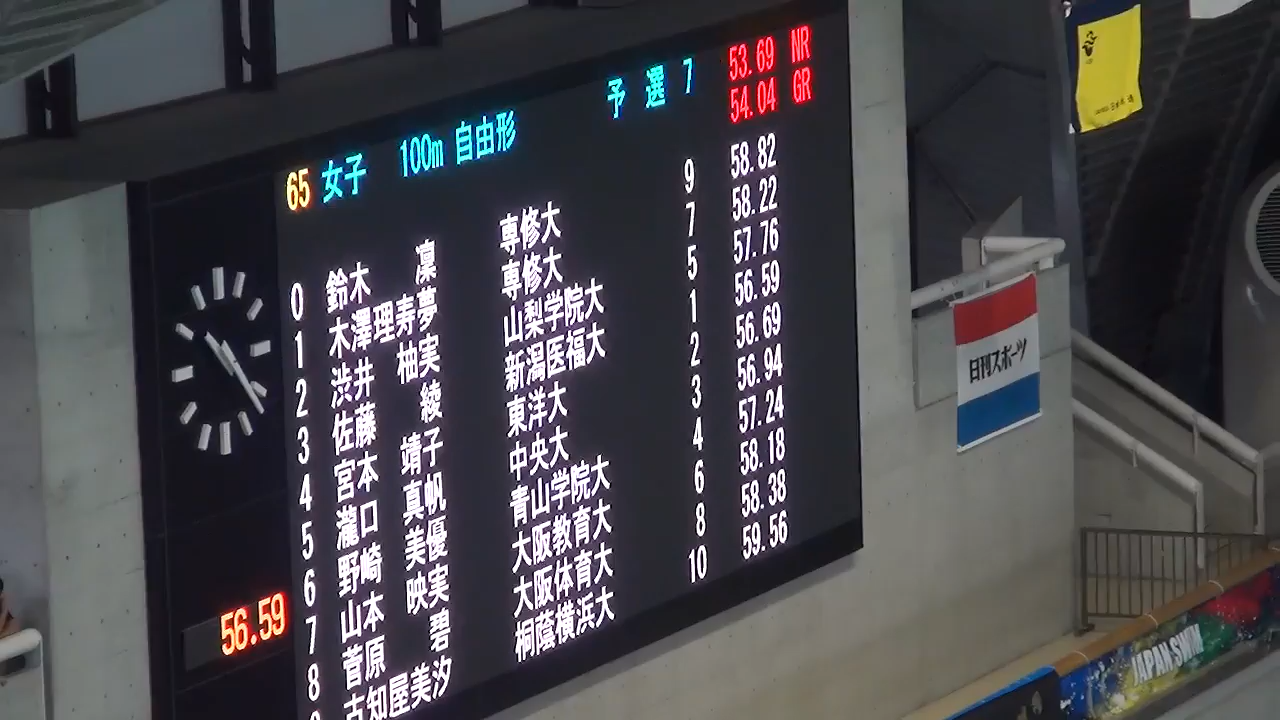 65 女子 100m 自由形 予選 7 53.69 NR
54.04 GR
0 鈴木 凜 専修大 9 58.82
1 木澤理寿夢 専修大 7 58.22
2 渋井 柚実 山梨学院大 5 57.76
3 佐藤 綾 新潟医福大 1 56.59
4 宮本 靖子 東洋大 2 56.69
5 瀧口 真帆 中央大 3 56.94
6 野崎 美優 青山学院大 4 57.24
7 山本 映実 大阪教育大 6 58.18
8 菅原 碧 大阪体育大 8 58.38
古知屋美汐 桐蔭横浜大 10 59.56
56.59
日刊スポーツ
JAPAN SWIM